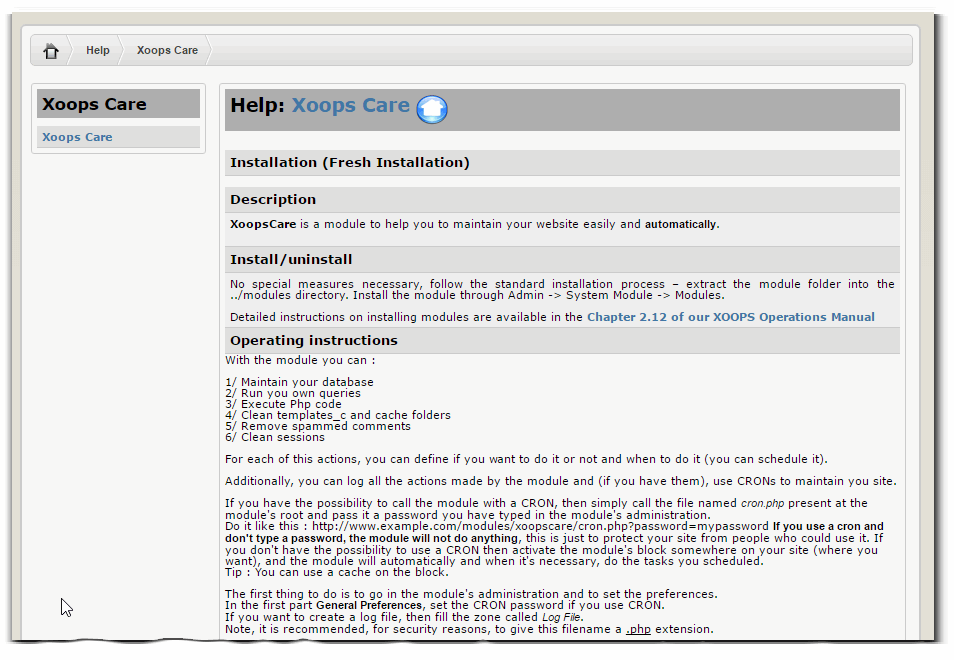 Help
Xoops Care
Xoops Care
Xoops Care
Help: Xoops Care
Installation (Fresh Installation)
Description
XoopsCare is a module to help you to maintain your website easily and automatically.
Install/uninstall
No special measures necessary, follow the standard installation process – extract the module folder into the
../modules directory. Install the module through Admin -> System Module -> Modules.
Detailed instructions on installing modules are available in the Chapter 2.12 of our XOOPS Operations Manual
Operating instructions
With the module you can :
1/ Maintain your database
2/ Run you own queries
3/ Execute Php code
4/ Clean templates_c and cache folders
5/ Remove spammed comments
6/ Clean sessions
For each of this actions, you can define if you want to do it or not and when to do it (you can schedule it).
Additionally, you can log all the actions made by the module and (if you have them), use CRONs to maintain you site.
If you have the possibility to call the module with a CRON, then simply call the file named cron.php present at the
module's root and pass it a password you have typed in the module's administration.
Do it like this : http://www.example.com/modules/xoopscare/cron.php?password=mypassword If you use a cron and
don't type a password, the module will not do anything, this is just to protect your site from people who could use it. If
you don't have the possibility to use a CRON then activate the module's block somewhere on your site (where you
want), and the module will automatically and when it's necessary, do the tasks you scheduled.
Tip : You can use a cache on the block.
The first thing to do is to go in the module's administration and to set the preferences.
In the first part General Preferences, set the CRON password if you use CRON.
If you want to create a log file, then fill the zone called Log File.
Note, it is recommended, for security reasons, to give this filename a .php extension.